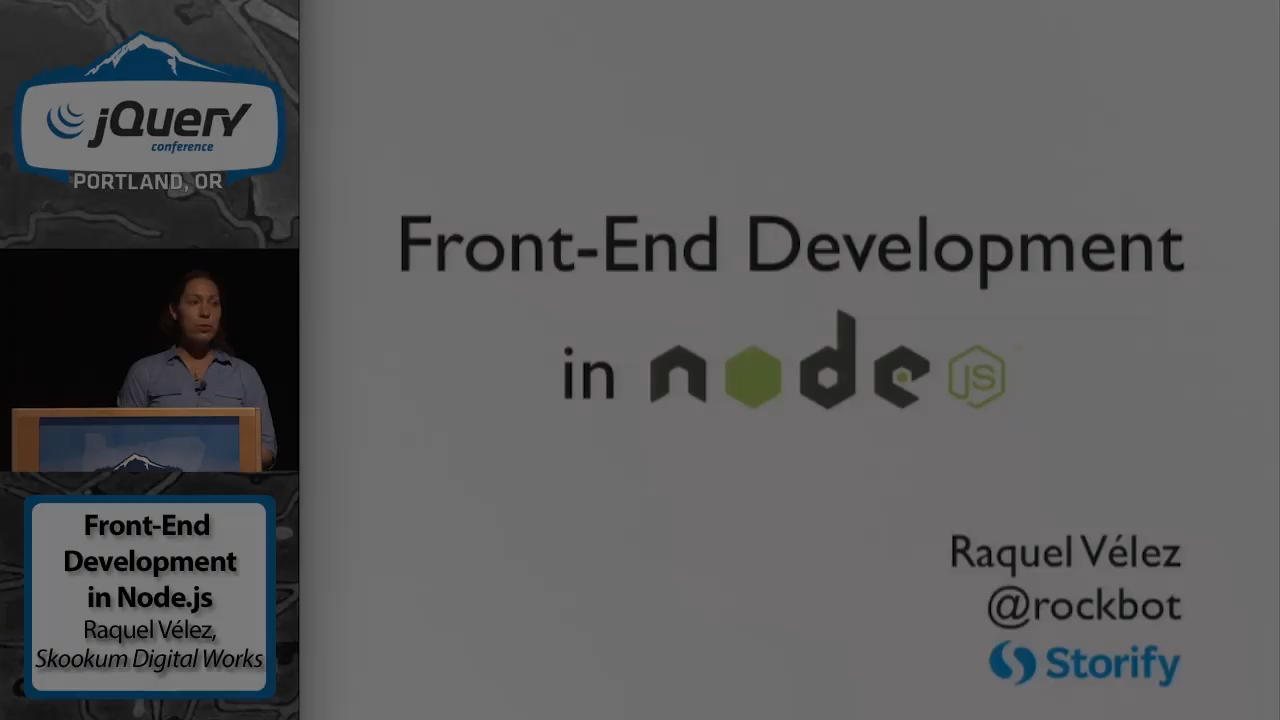 jQuery
conference
PORTLAND, OR
Front-End
Development
in Node.js
Raquel Vélez,
Skookum Digital Works
Front-End Development
in node JS
Raquel Vélez
@rockbot
Storify